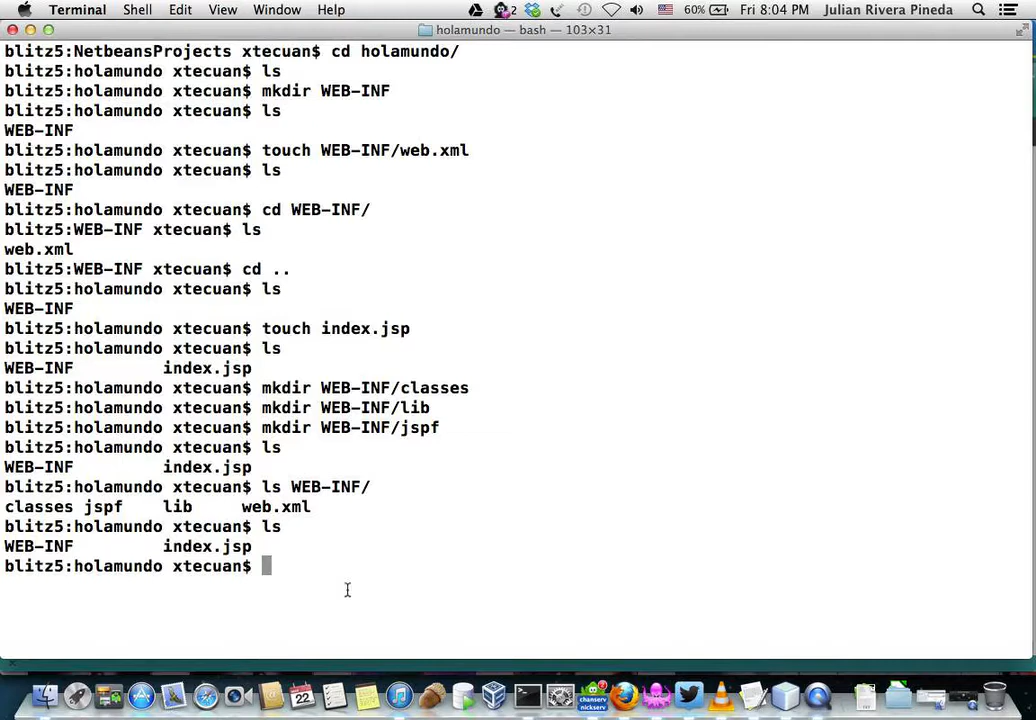 Terminal Shell Edit View Window Help 2 60% Fri 8:04 PM Julian Rivera Pineda
holamundo — bash — 103×31
blitz5:NetbeansProjects xtecuan$ cd holamundo/
blitz5:holamundo xtecuan$ ls
blitz5:holamundo xtecuan$ mkdir WEB-INF
blitz5:holamundo xtecuan$ ls
WEB-INF
blitz5:holamundo xtecuan$ touch WEB-INF/web.xml
blitz5:holamundo xtecuan$ ls
WEB-INF
blitz5:holamundo xtecuan$ cd WEB-INF/
blitz5:WEB-INF xtecuan$ ls
web.xml
blitz5:WEB-INF xtecuan$ cd ..
blitz5:holamundo xtecuan$ ls
WEB-INF
blitz5:holamundo xtecuan$ touch index.jsp
blitz5:holamundo xtecuan$ ls
WEB-INF index.jsp
blitz5:holamundo xtecuan$ mkdir WEB-INF/classes
blitz5:holamundo xtecuan$ mkdir WEB-INF/lib
blitz5:holamundo xtecuan$ mkdir WEB-INF/jspf
blitz5:holamundo xtecuan$ ls
WEB-INF index.jsp
blitz5:holamundo xtecuan$ ls WEB-INF/
classes jspf lib web.xml
blitz5:holamundo xtecuan$ ls
WEB-INF index.jsp
blitz5:holamundo xtecuan$
22
chanserv
nickserv